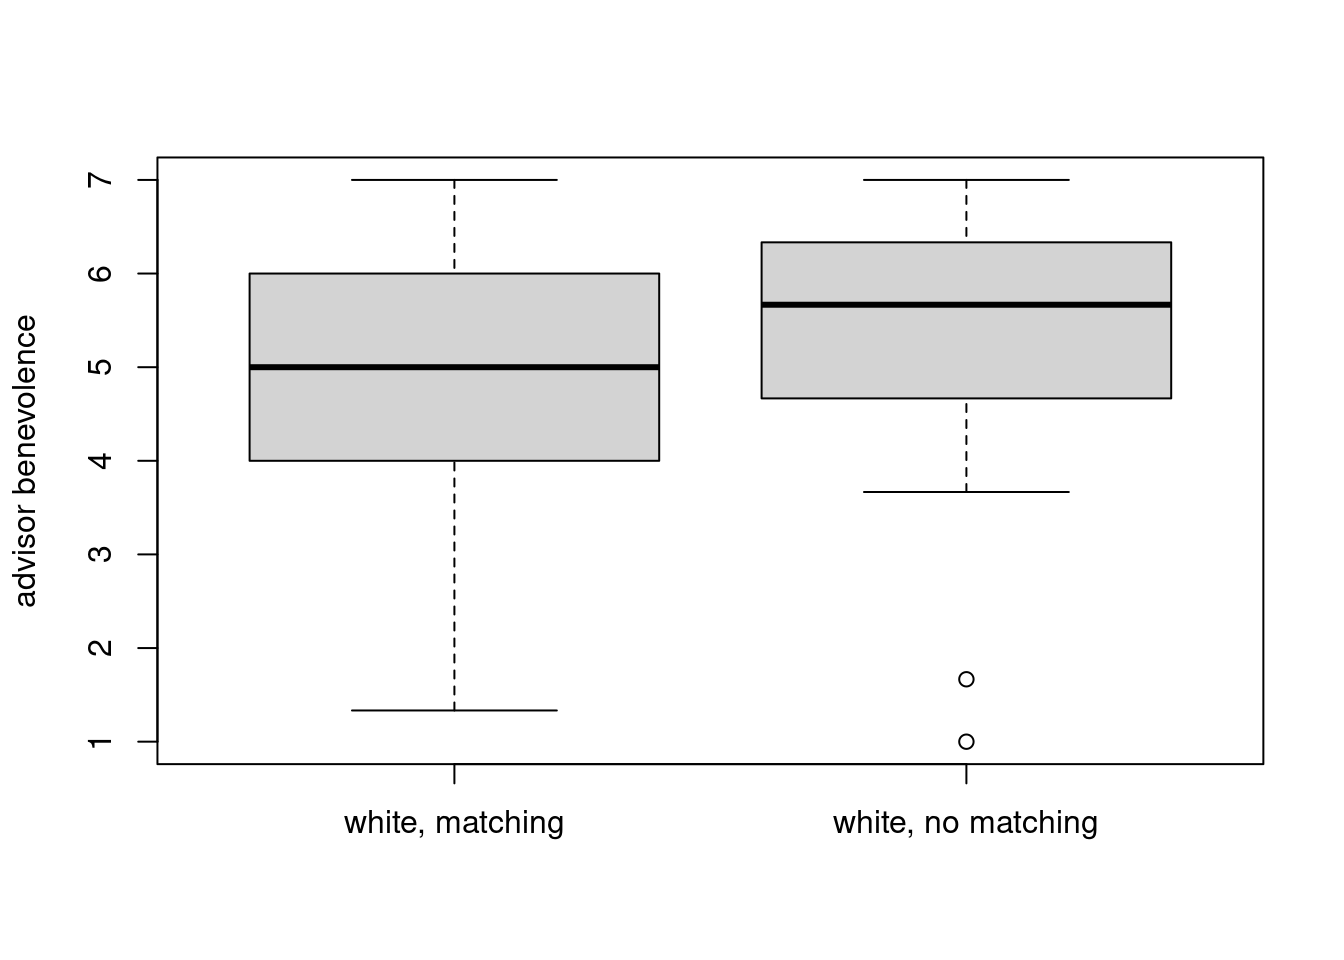 advisor benevolence
7
6
5
4
3
2
1
white, matching
white, no matching